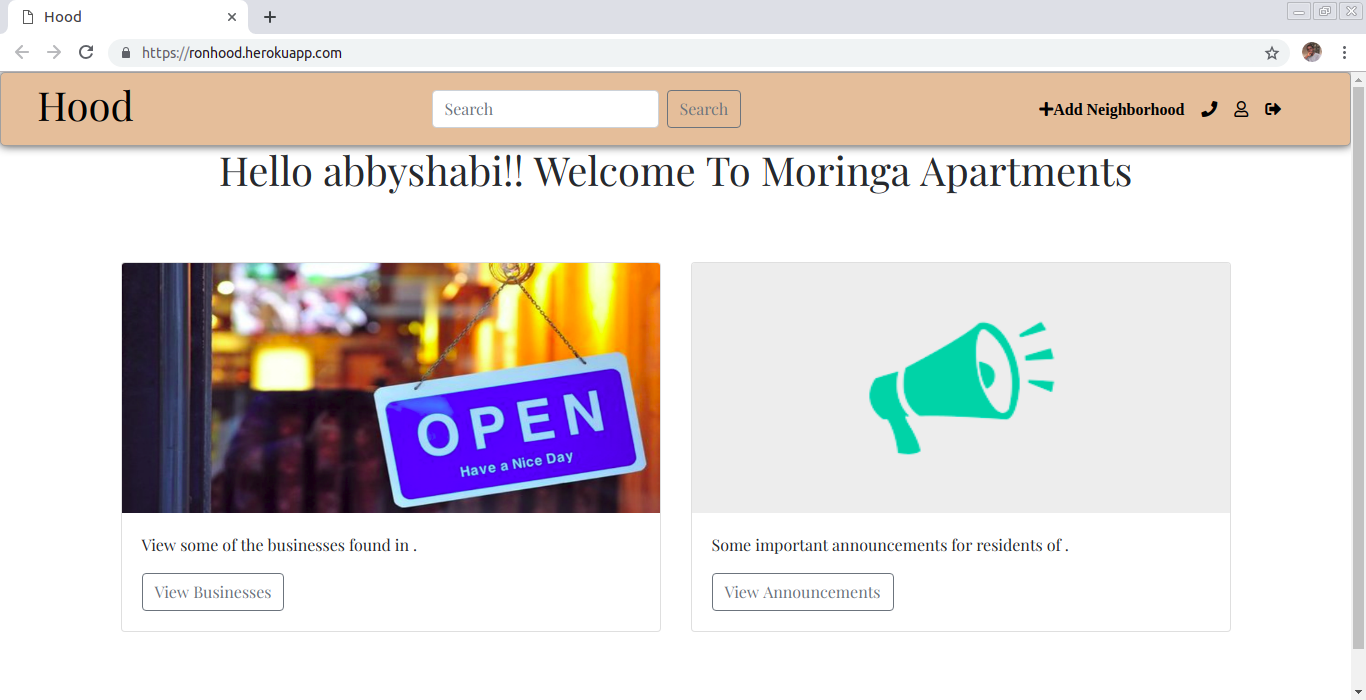 Hood
https://ronhood.herokuapp.com
Hood
Search
Search
Add Neighborhood
Hello abbyshabi!! Welcome To Moringa Apartments
OPEN
Have a Nice Day
View some of the businesses found in .
View Businesses
Some important announcements for residents of .
View Announcements